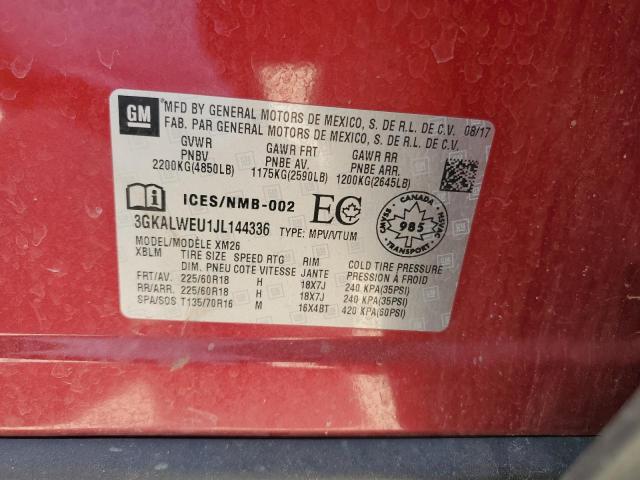 GM
*MFD BY GENERAL MOTORS DE MEXICO, S. DE R.L. DE C.V. 08/17
FAB. PAR GENERAL MOTORS DE MEXICO, S. DE R.L. DE C.V.
GVWR GAWR FRT GAWR RR
PNBV PNBE AV. PNBE ARR.
2200KG(4850LB) 1175KG(2590LB) 1200KG(2645LB)
ICES/NMB-002 EC
3GKALWEU1JL144336 TYPE: MPV/VTUM
CANADA
CMVSS
985
NSVAC
TRANSPORT
MODEL/MODÈLE XM26
XBLM TIRE SIZE SPEED RTG RIM COLD TIRE PRESSURE
DIM. PNEU COTE VITESSE JANTE PRESSION À FROID
FRT/AV. 225/60R18 H 18X7J 240 KPA(35PSI)
RR/ARR. 225/60R18 H 18X7J 240 KPA(35PSI)
SPA/SOS T135/70R16 M 16X4BT 420 KPA(60PSI)